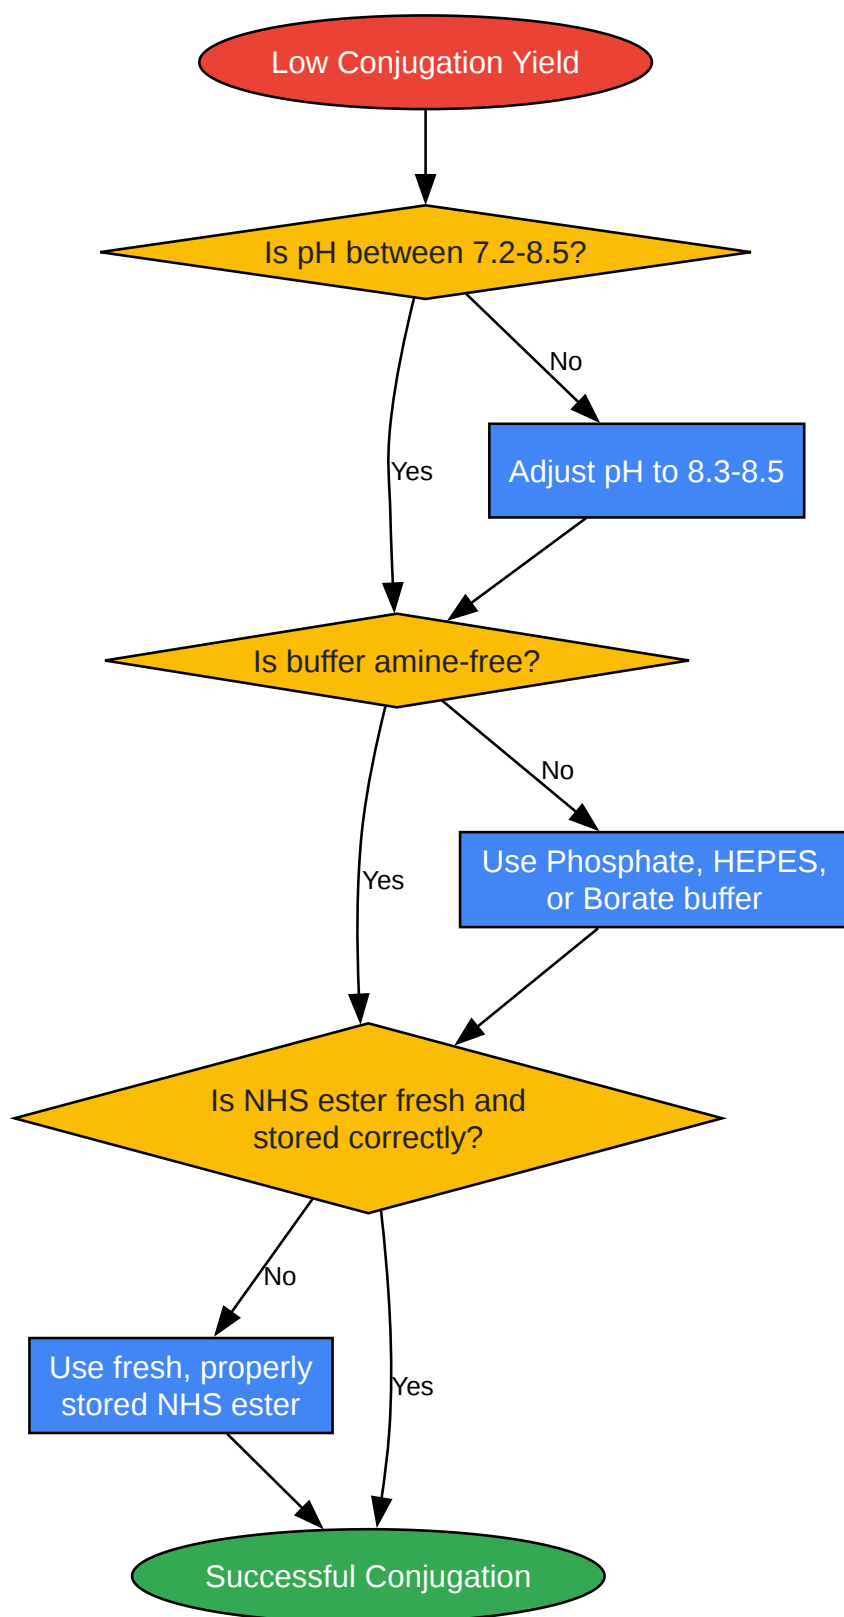 Low Conjugation Yield
Is pH between 7.2-8.5?
No
Adjust pH to 8.3-8.5
Yes
Is buffer amine-free?
No
Use Phosphate, HEPES,
or Borate buffer
Yes
Is NHS ester fresh and
stored correctly?
No
Use fresh, properly
stored NHS ester
Yes
Successful Conjugation